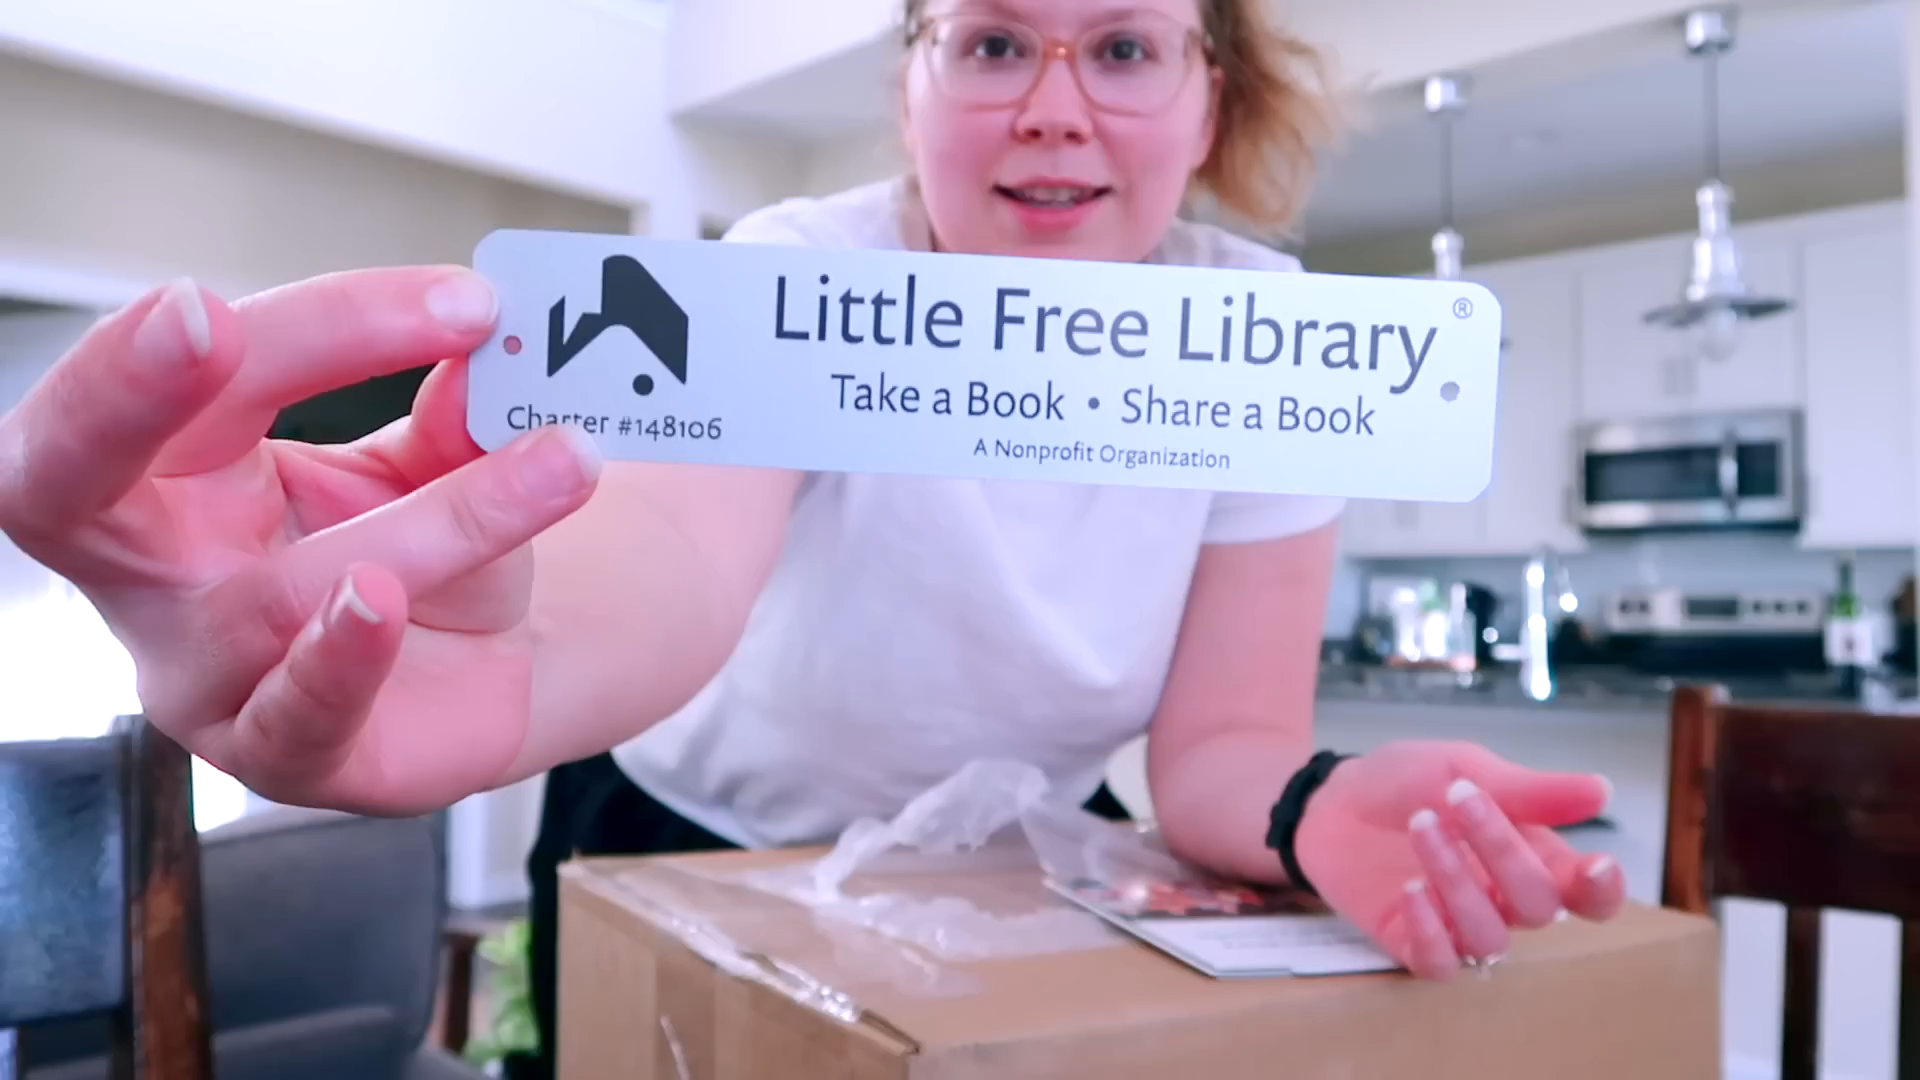 Little Free Library®
Take a Book • Share a Book
A Nonprofit Organization
Charter #148106